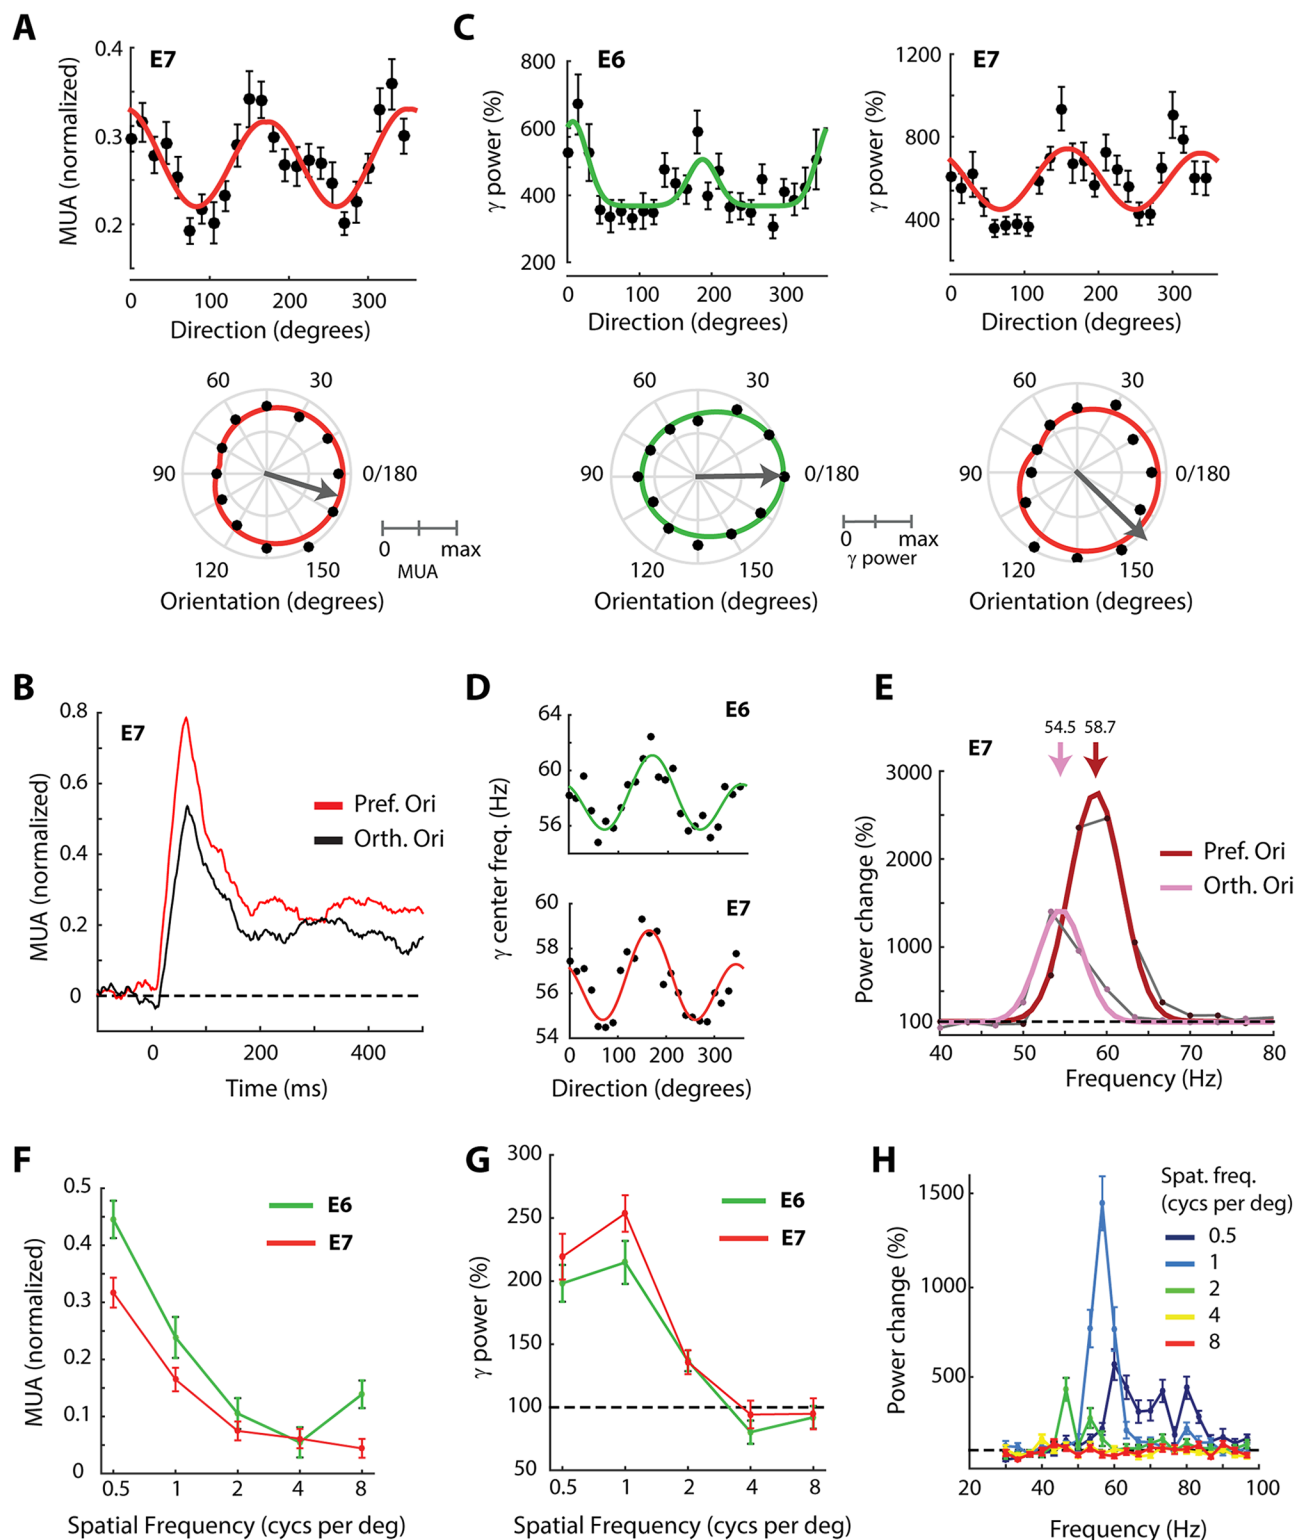 A
E7
MUA (normalized)
0.4
0.3
0.2
0 100 200 300
Direction (degrees)
60 30
90 0/180
120 150
Orientation (degrees)
0 max
MUA
C
E6
γ power (%)
800
600
400
200
0 100 200 300
Direction (degrees)
60 30
90 0/180
120 150
Orientation (degrees)
0 max
γ power
E7
γ power (%)
1200
800
400
0 100 200 300
Direction (degrees)
60 30
90 0/180
120 150
Orientation (degrees)
B
E7
MUA (normalized)
0.8
0.6
0.4
0.2
0
Pref. Ori
Orth. Ori
0 200 400
Time (ms)
D
E6
γ center freq. (Hz)
64
60
56
E7
60
58
56
54
0 100 200 300
Direction (degrees)
E
E7
54.5 58.7
Power change (%)
3000
2000
1000
100
Pref. Ori
Orth. Ori
40 50 60 70 80
Frequency (Hz)
F
MUA (normalized)
0.5
0.4
0.3
0.2
0.1
0
E6
E7
0.5 1 2 4 8
Spatial Frequency (cycs per deg)
G
γ power (%)
300
250
200
150
100
50
E6
E7
0.5 1 2 4 8
Spatial Frequency (cycs per deg)
H
Power change (%)
1500
1000
500
Spat. freq.
(cycs per deg)
0.5
1
2
4
8
20 40 60 80 100
Frequency (Hz)